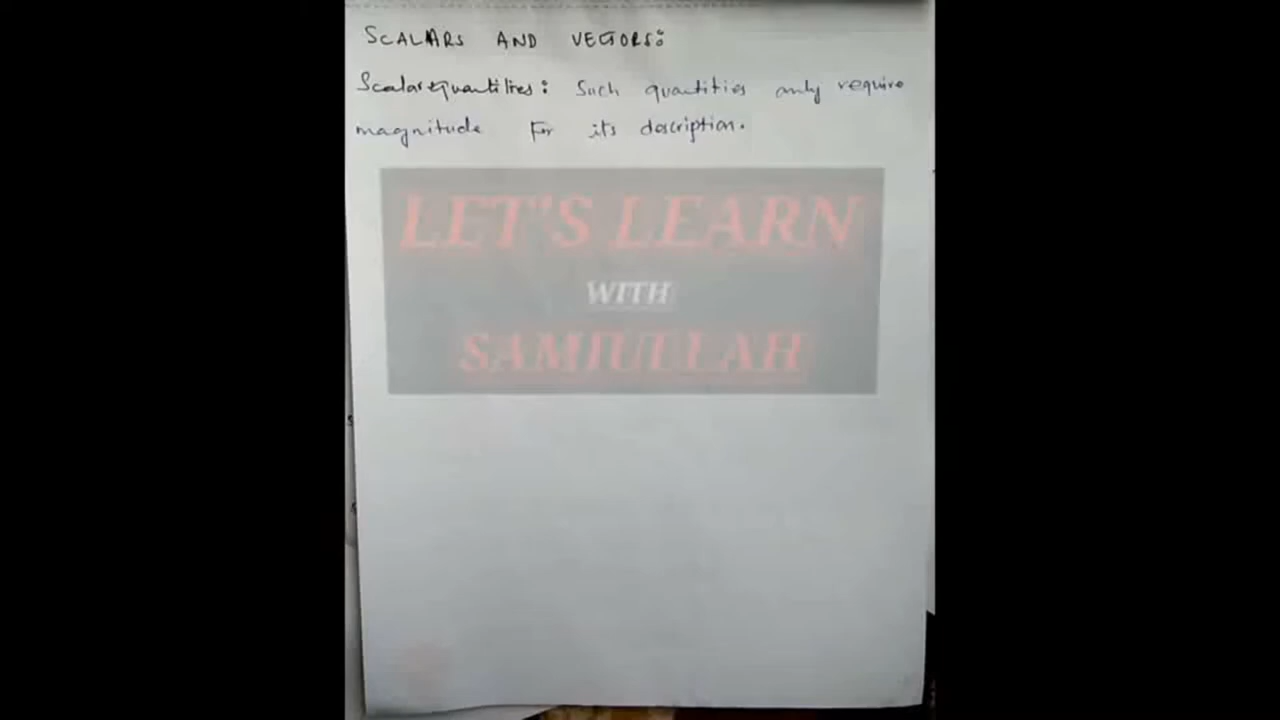 SCALARS AND VECTORS:
Scalar quantities: Such quantities only require
magnitude for its description.
LET'S LEARN
WITH
SAMIULLAH